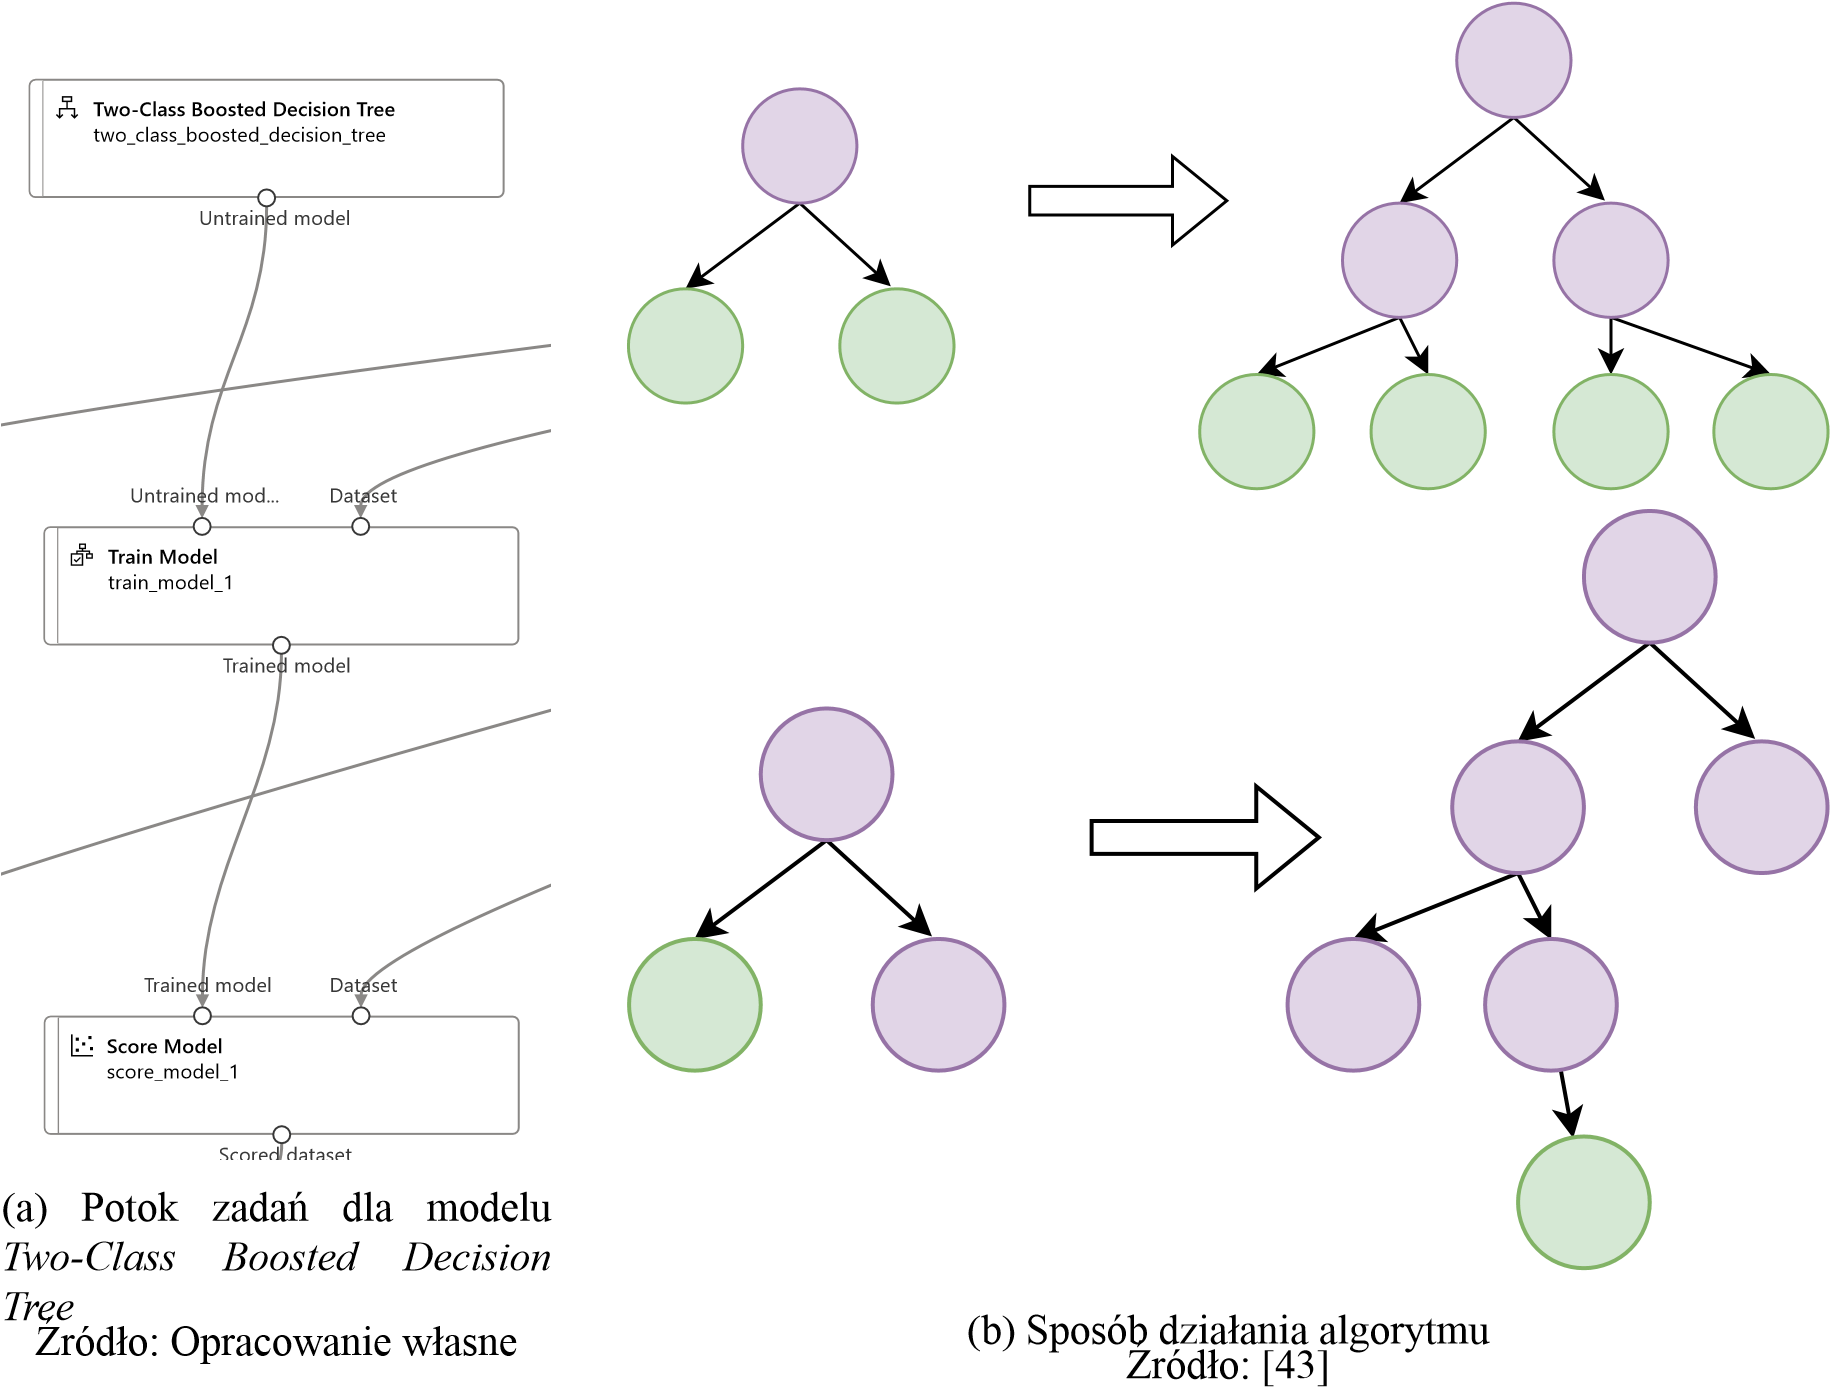 Two-Class Boosted Decision Tree
two_class_boosted_decision_tree
Untrained model
Untrained mod...
Dataset
Train Model
train_model_1
Trained model
Trained model
Dataset
Score Model
score_model_1
Scored dataset
(a) Potok zadań dla modelu
Two-Class Boosted Decision
Tree
Źródło: Opracowanie własne
(b) Sposób działania algorytmu
Źródło: [43]